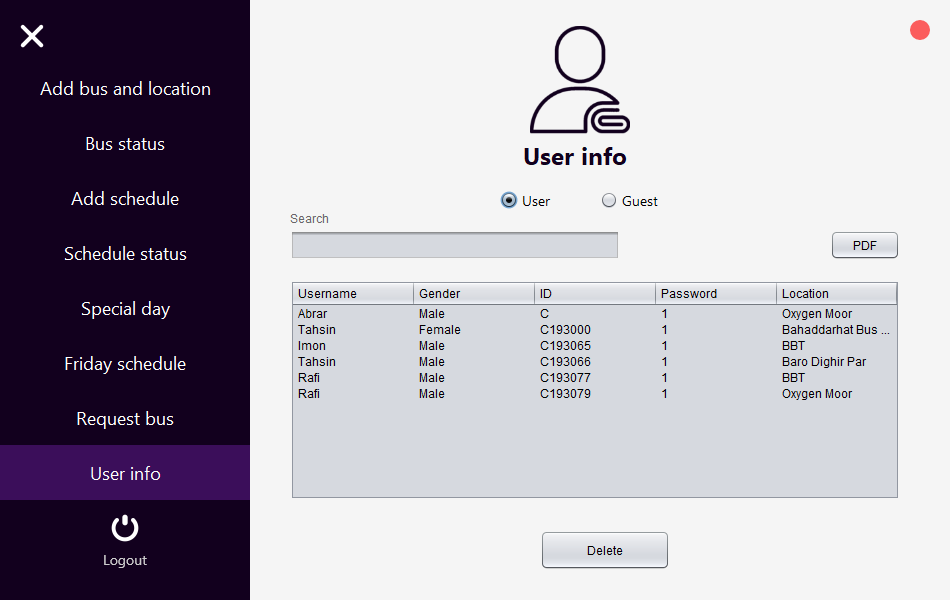 Add bus and location
Bus status
Add schedule
Schedule status
Special day
Friday schedule
Request bus
User info
Logout
User info
User Guest
Search
PDF
Username Gender ID Password Location
Abrar Male C 1 Oxygen Moor
Tahsin Female C193000 1 Bahaddarhat Bus ...
Imon Male C193065 1 BBT
Tahsin Male C193066 1 Baro Dighir Par
Rafi Male C193077 1 BBT
Rafi Male C193079 1 Oxygen Moor
Delete